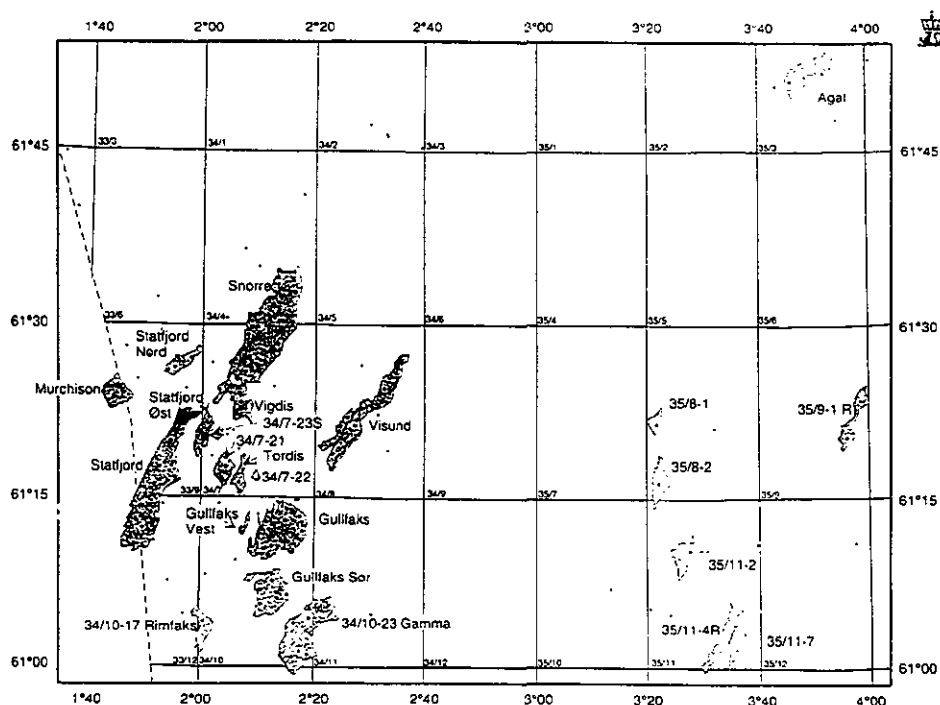 1°40 2°00 2°20 2°40 3°00 3°20 3°40 4°00
Agat
61°45 33/3 34/1 34/2 34/3 35/1 35/2 35/3 61°45
Snorre
61°30 33/6 34/4 34/5 34/6 35/4 35/5 35/6 61°30
Statfjord
Nord
Murchison
Statfjord
Øst
Vigdis
34/7-23S
34/7-21
Tordis
34/7-22
Visund
35/8-1
35/9-1 R
Statfjord
35/8-2
61°15 33/9 34/7 34/8 34/9 35/7 35/9 61°15
Gullfaks
Vest
Gullfaks
35/11-2
Gullfaks Sør
34/10-17 Rimfaks
34/10-23 Gamma
35/11-4R
35/11-7
61°00 33/12 34/10 34/11 34/12 35/10 35/11 35/12 61°00
1°40 2°00 2°20 2°40 3°00 3°20 3°40 4°00